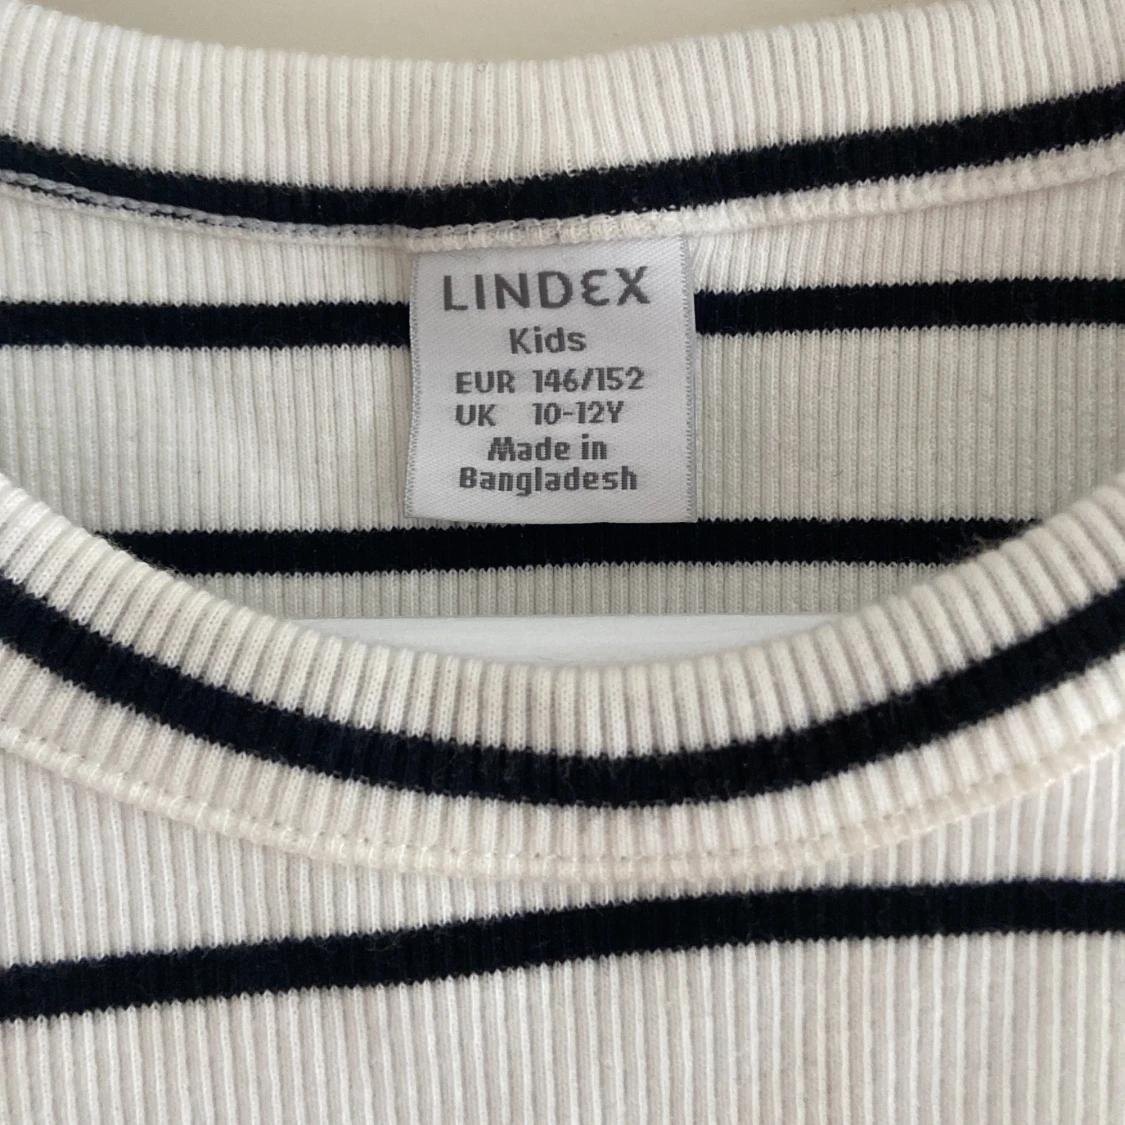 LINDEX
Kids
EUR 146/152
UK 10-12Y
Made in
Bangladesh